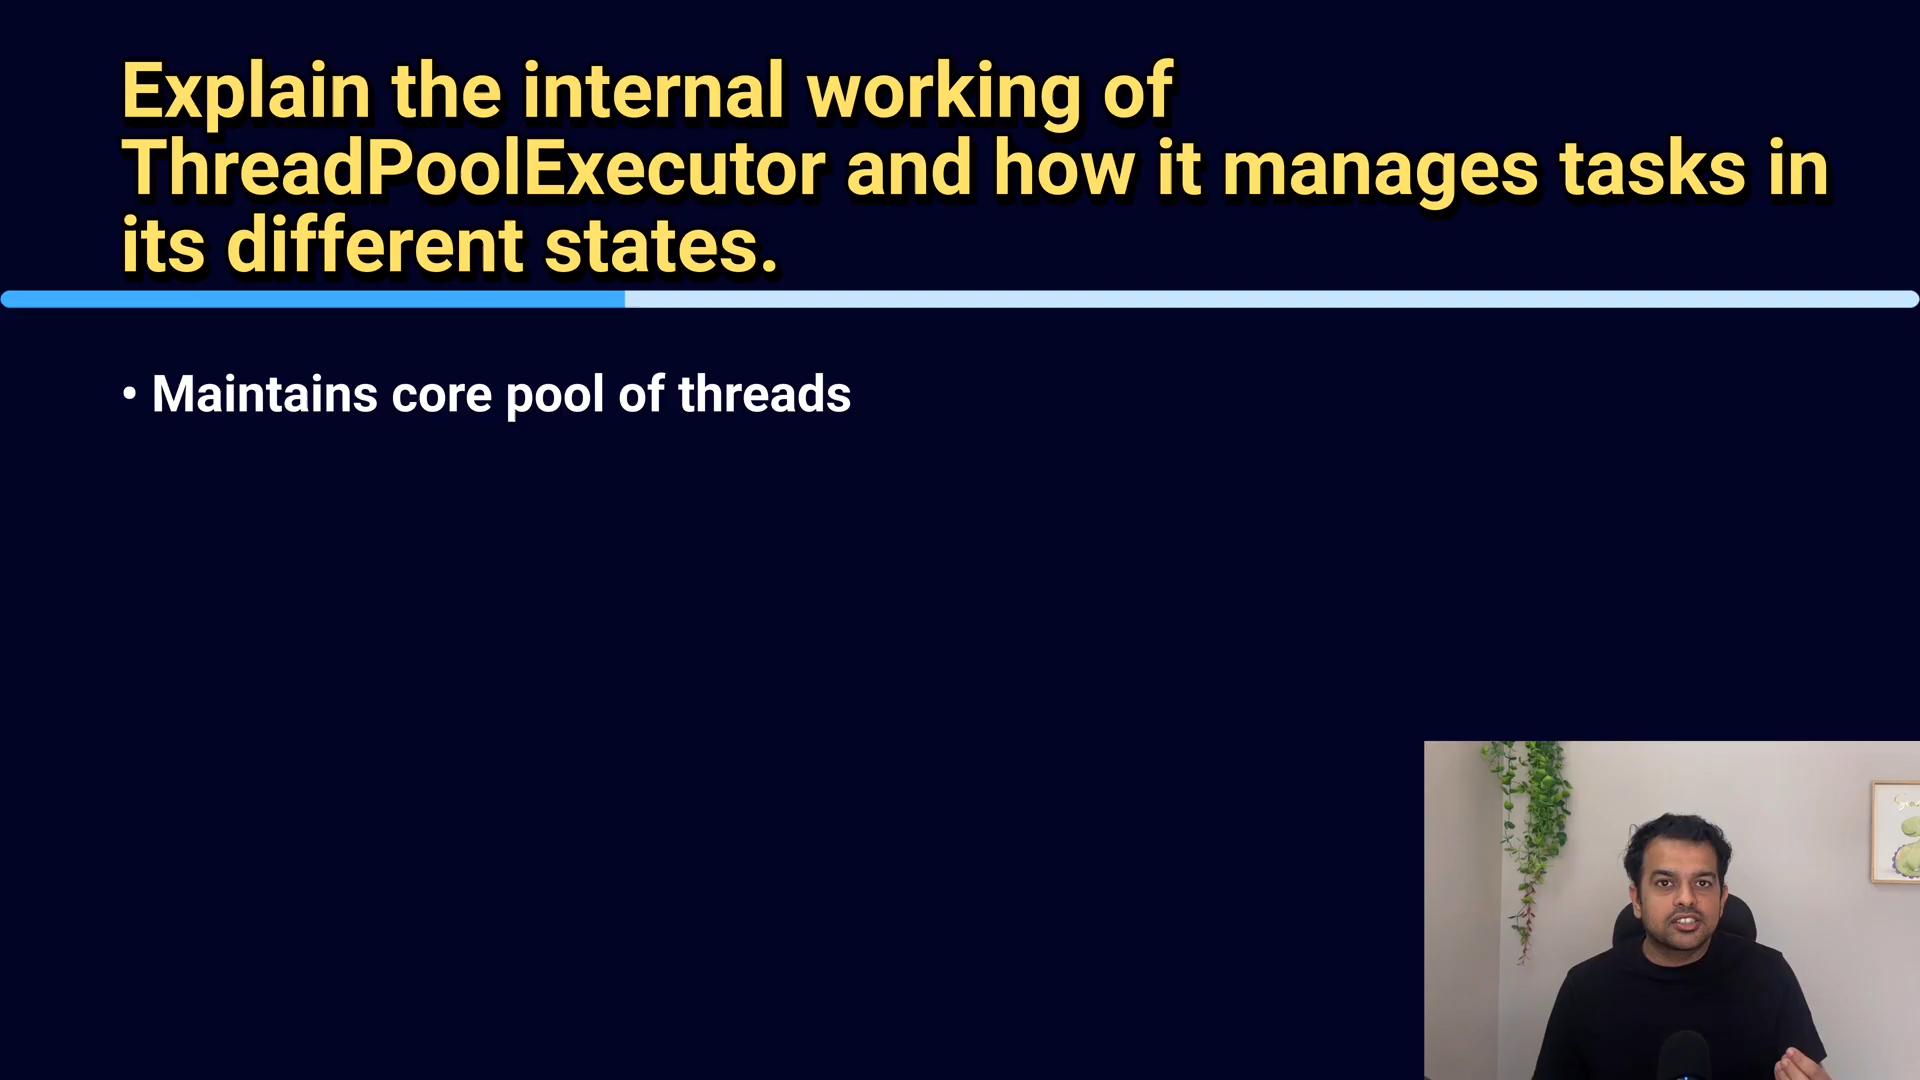 Explain the internal working of
ThreadPoolExecutor and how it manages tasks in
its different states.
• Maintains core pool of threads